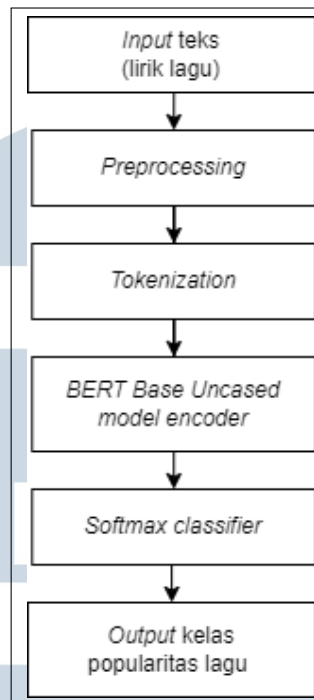 Input teks
(lirik lagu)
Preprocessing
Tokenization
BERT Base Uncased
model encoder
Softmax classifier
Output kelas
popularitas lagu